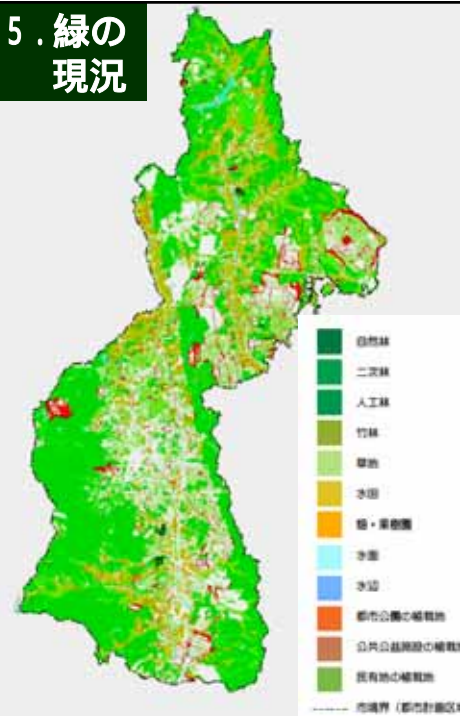 5．緑の
現況
自然林
二次林
人工林
竹林
草地
水田
畑・果樹園
水面
水辺
都市公園の植栽地
公共公益施設の植栽地
民有地の植栽地
市境界（都市計画区域